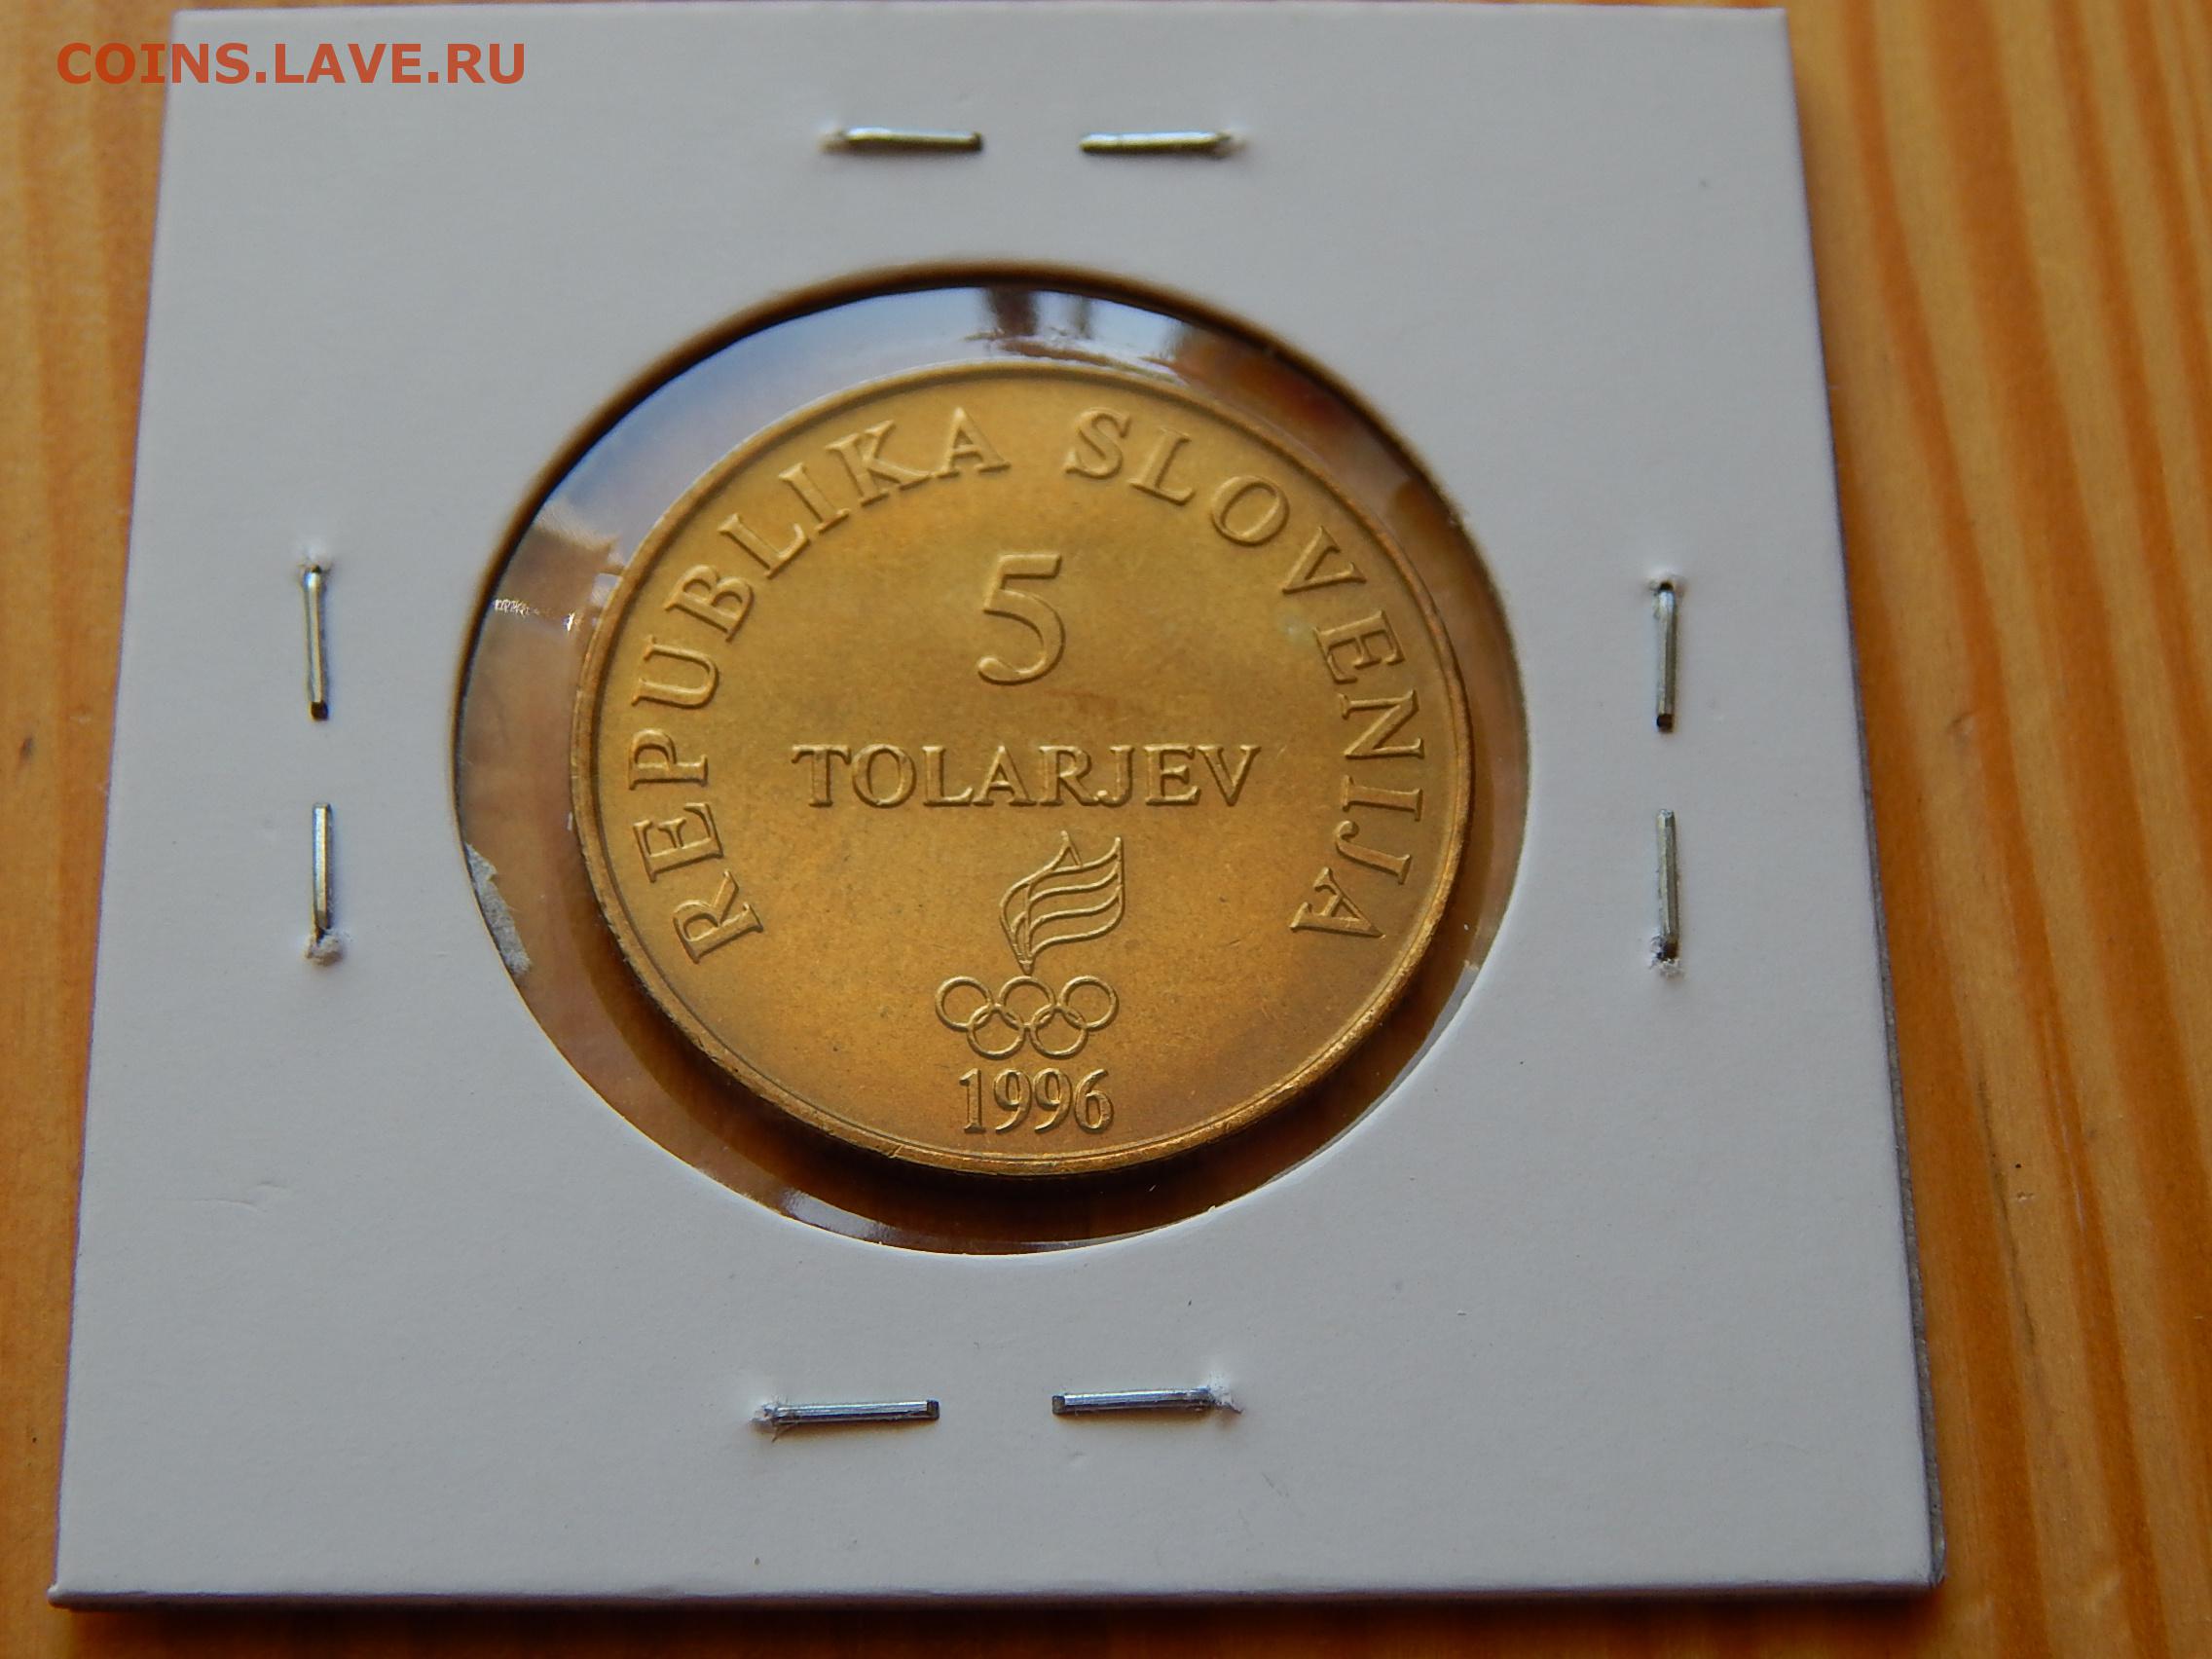 COINS.LAVE.RU
REPUBLIKA SLOVENIJA
5
TOLARJEV
1996